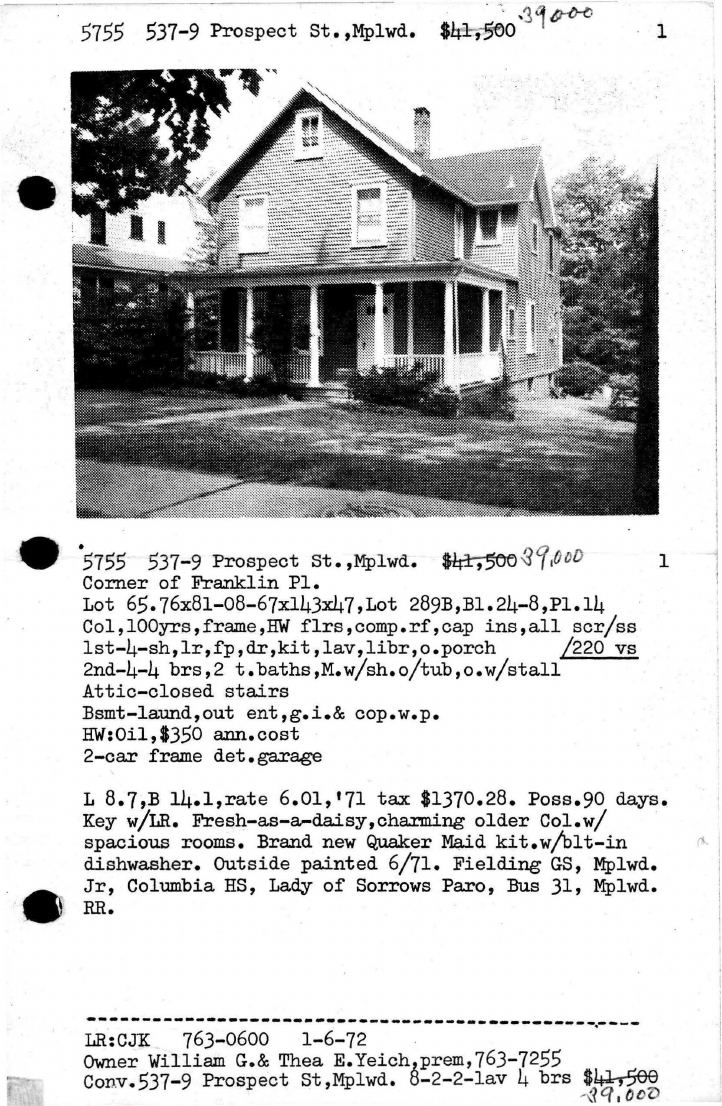 5755 537-9 Prospect St.,Mplwd. $41,500 39000 1
5755 537-9 Prospect St.,Mplwd. $41,500 39,000 1
Corner of Franklin Pl.
Lot 65.76x81-08-67x143x47,Lot 289B,Bl.24-8,Pl.14
Col,100yrs,frame,HW flrs,comp.rf,cap ins,all scr/ss
1st-4-sh,lr,fp,dr,kit,lav,libr,o.porch /220 vs
2nd-4-4 brs,2 t.baths,M.w/sh.o/tub,o.w/stall
Attic-closed stairs
Bsmt-laund,out ent,g.i.& cop.w.p.
HW:Oil,$350 ann.cost
2-car frame det.garage
L 8.7,B 14.1,rate 6.01,'71 tax $1370.28. Poss.90 days.
Key w/LR. Fresh-as-a-daisy,charming older Col.w/
spacious rooms. Brand new Quaker Maid kit.w/blt-in
dishwasher. Outside painted 6/71. Fielding GS, Mplwd.
Jr, Columbia HS, Lady of Sorrows Paro, Bus 31, Mplwd.
RR.
LR:CJK 763-0600 1-6-72
Owner William G.& Thea E.Yeich,prem,763-7255
Conv.537-9 Prospect St,Mplwd. 8-2-2-lav 4 brs $41,500
39,000